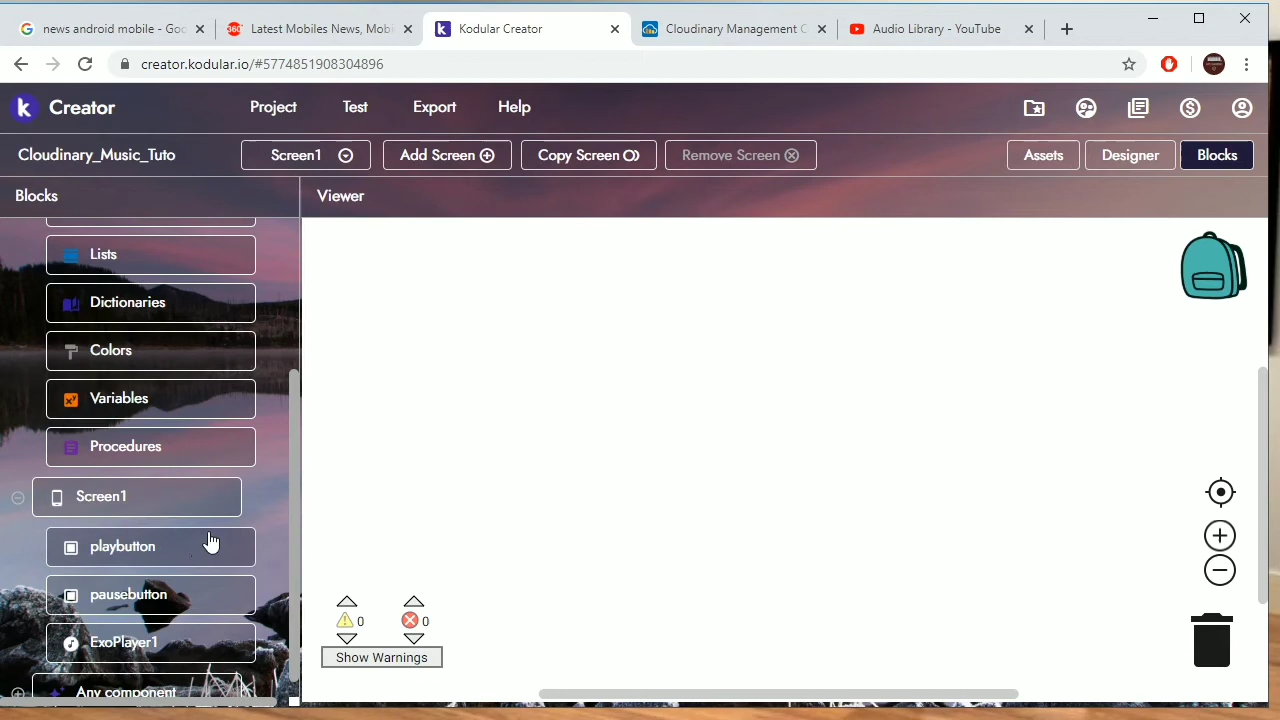 news android mobile - Goo
Latest Mobiles News, Mobi
Kodular Creator
Cloudinary Management C
Audio Library - YouTube
creator.kodular.io/#5774851908304896
Creator
Project
Test
Export
Help
Cloudinary_Music_Tuto
Screen1
Add Screen
Copy Screen
Remove Screen
Assets
Designer
Blocks
Blocks
Viewer
Lists
Dictionaries
Colors
Variables
Procedures
Screen1
playbutton
pausebutton
ExoPlayer1
Any component
0
0
Show Warnings